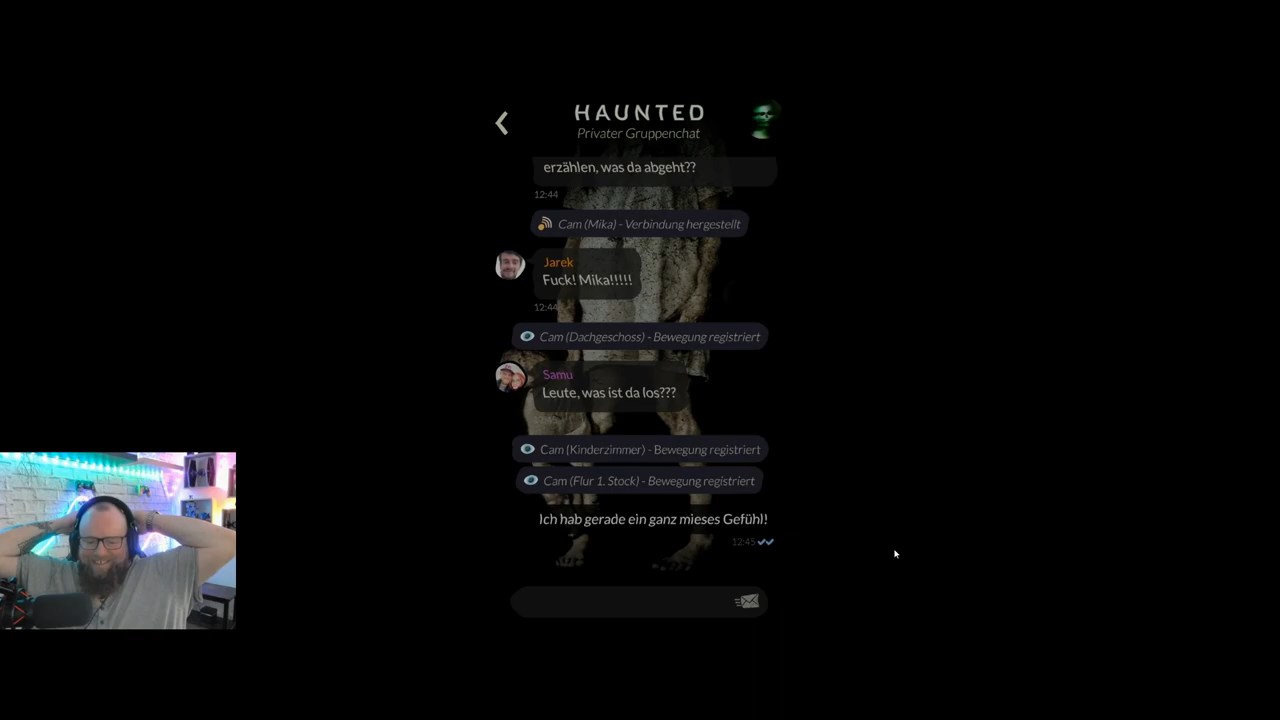 HAUNTED
Privater Gruppenchat
erzählen, was da abgeht??
12:44
Cam (Mika) - Verbindung hergestellt
Jarek
Fuck! Mika!!!!!
12:44
Cam (Dachgeschoss) - Bewegung registriert
Samu
Leute, was ist da los???
Cam (Kinderzimmer) - Bewegung registriert
Cam (Flur 1. Stock) - Bewegung registriert
Ich hab gerade ein ganz mieses Gefühl!
12:45